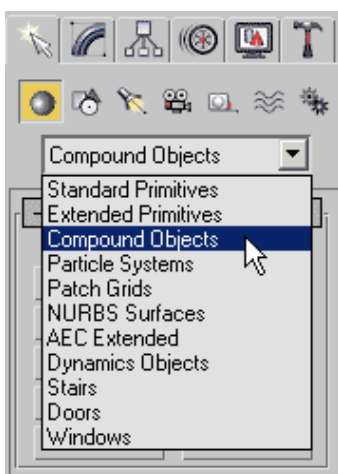 Compound Objects
Standard Primitives
Extended Primitives
Compound Objects
Particle Systems
Patch Grids
NURBS Surfaces
AEC Extended
Dynamics Objects
Stairs
Doors
Windows